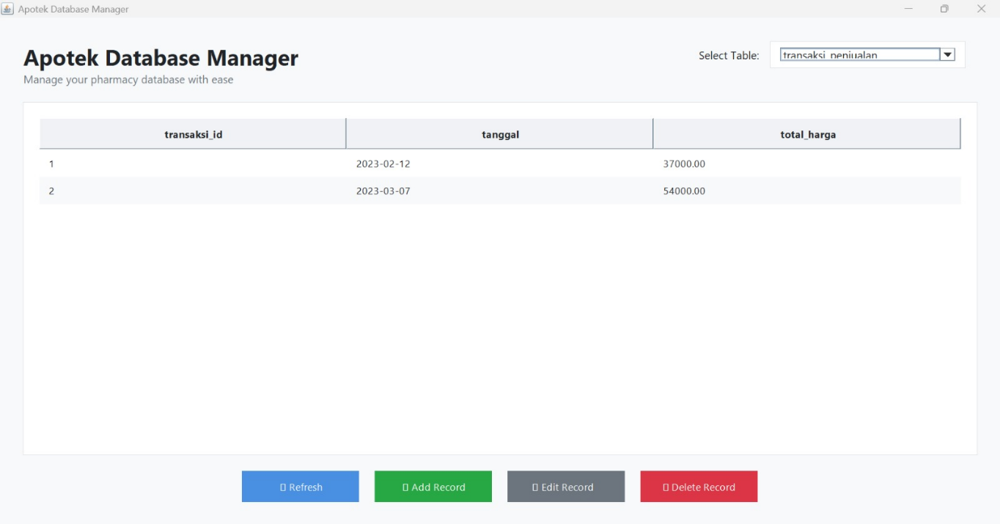 Apotek Database Manager
Apotek Database Manager
Manage your pharmacy database with ease
Select Table: transaksi_penjualan
transaksi_id tanggal total_harga
1 2023-02-12 37000.00
2 2023-03-07 54000.00
▯ Refresh ▯ Add Record ▯ Edit Record ▯ Delete Record